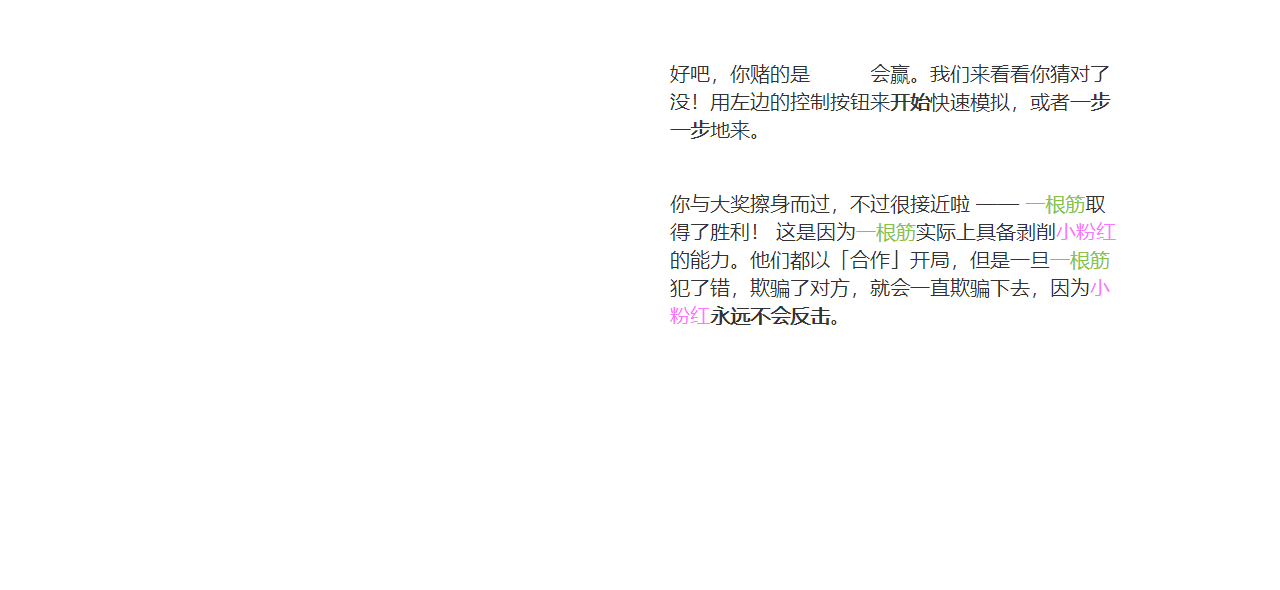 好吧，你赌的是　　　会赢。我们来看看你猜对了
没！用左边的控制按钮来开始快速模拟，或者一步
一步地来。
你与大奖擦身而过，不过很接近啦 —— 一根筋取
得了胜利！ 这是因为一根筋实际上具备剥削小粉红
的能力。他们都以「合作」开局，但是一旦一根筋
犯了错，欺骗了对方，就会一直欺骗下去，因为小
粉红永远不会反击。